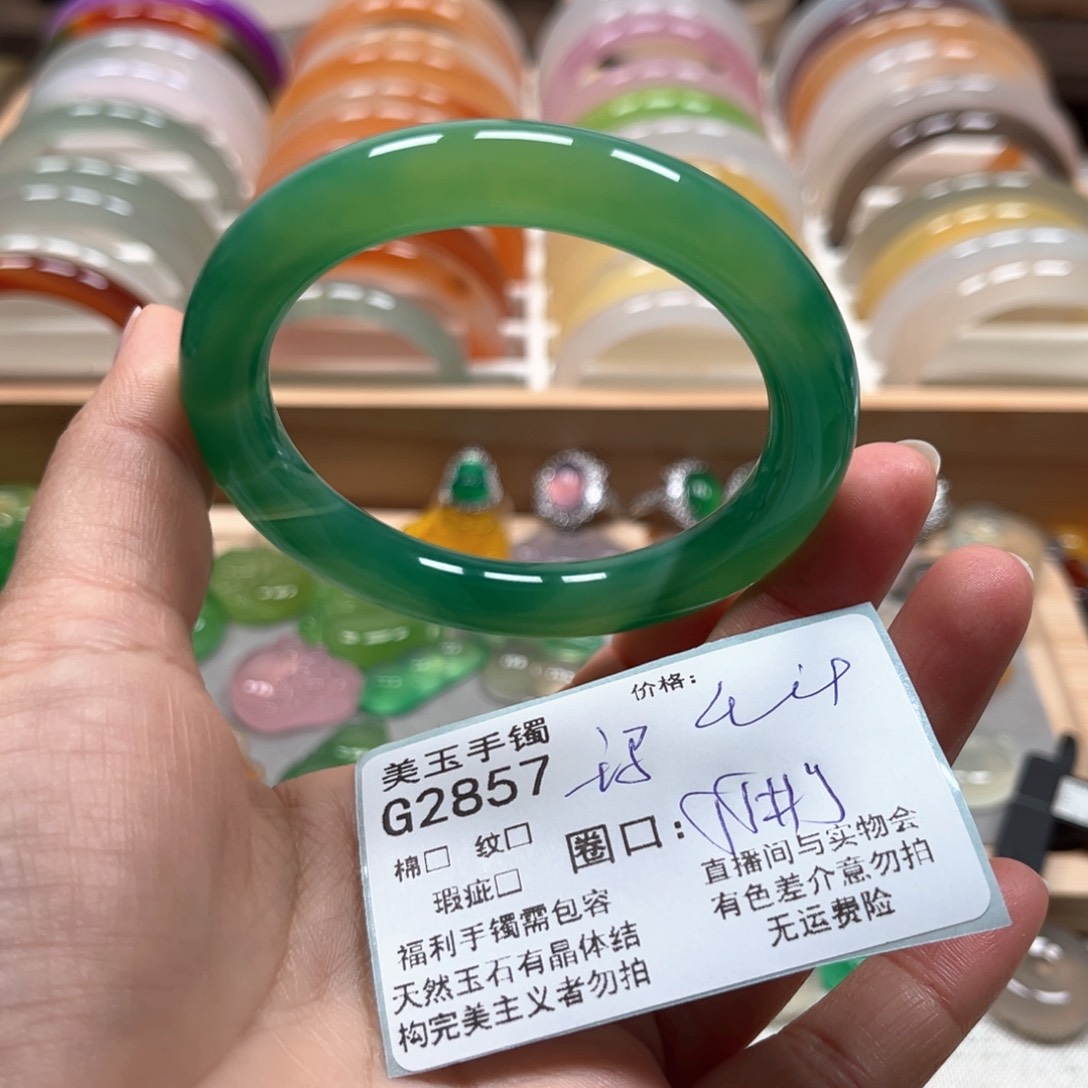 价格:
美玉手镯
G2857
棉□ 纹□
瑕疵□
圈口:
福利手镯需包容
天然玉石有晶体结
构完美主义者勿拍
直播间与实物会
有色差介意勿拍
无运费险